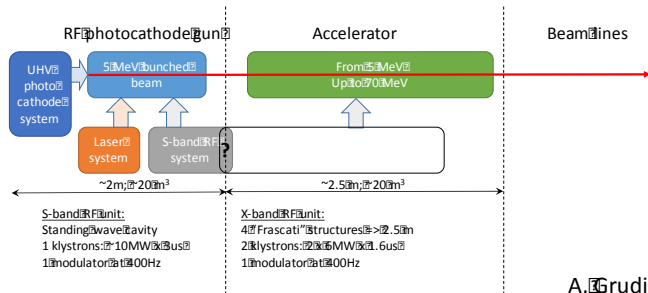 RF photocathode gun
Accelerator
Beam lines
UHV
photo
cathode
system
5 MeV bunched
beam
From 5 MeV
Up to 70 MeV
Laser
system
S-band RF
system
?
~2m; ~20 m³
~2.5 m; ~20 m³
S-band RF unit:
Standing wave cavity
1 klystrons: ~10MW x 3us
1 modulator at 400Hz
X-band RF unit:
4 "Frascati" structures => 2.5 m
2 klystrons: 2 x 6MW x 1.6us
1 modulator at 400Hz
A. Grudi